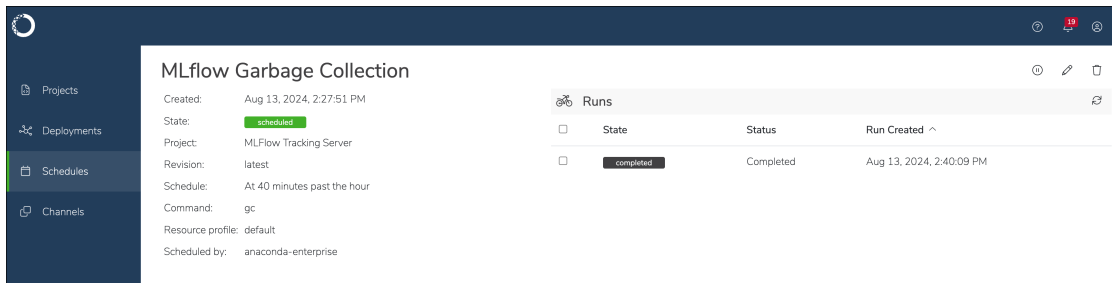 19
MLflow Garbage Collection
Projects
Deployments
Schedules
Channels
Created: Aug 13, 2024, 2:27:51 PM
State: scheduled
Project: MLFlow Tracking Server
Revision: latest
Schedule: At 40 minutes past the hour
Command: gc
Resource profile: default
Scheduled by: anaconda-enterprise
Runs
State Status Run Created
completed Completed Aug 13, 2024, 2:40:09 PM